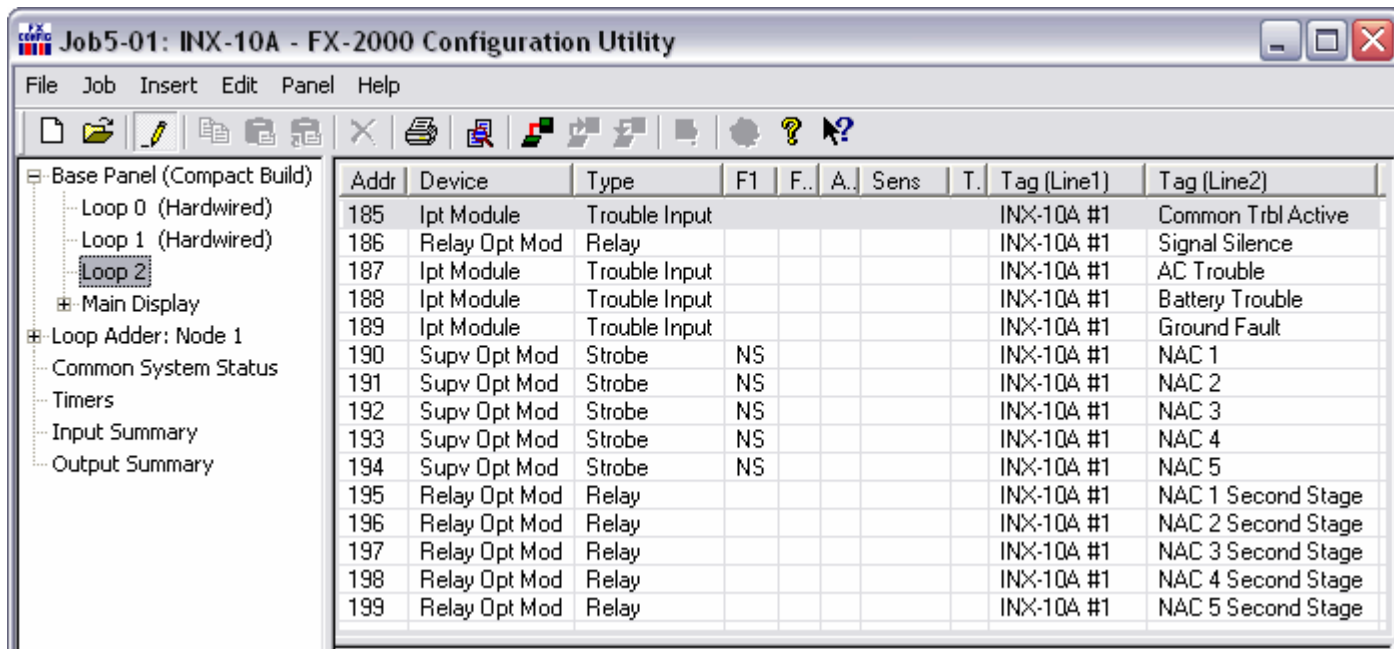 FX
CONFIG
Job5-01: INX-10A - FX-2000 Configuration Utility
File Job Insert Edit Panel Help
Base Panel (Compact Build)
Loop 0 (Hardwired)
Loop 1 (Hardwired)
Loop 2
Main Display
Loop Adder: Node 1
Common System Status
Timers
Input Summary
Output Summary
Addr Device Type F1 F.. A.. Sens T. Tag (Line1) Tag (Line2)
185 Ipt Module Trouble Input INX-10A #1 Common Trbl Active
186 Relay Opt Mod Relay INX-10A #1 Signal Silence
187 Ipt Module Trouble Input INX-10A #1 AC Trouble
188 Ipt Module Trouble Input INX-10A #1 Battery Trouble
189 Ipt Module Trouble Input INX-10A #1 Ground Fault
190 Supv Opt Mod Strobe NS INX-10A #1 NAC 1
191 Supv Opt Mod Strobe NS INX-10A #1 NAC 2
192 Supv Opt Mod Strobe NS INX-10A #1 NAC 3
193 Supv Opt Mod Strobe NS INX-10A #1 NAC 4
194 Supv Opt Mod Strobe NS INX-10A #1 NAC 5
195 Relay Opt Mod Relay INX-10A #1 NAC 1 Second Stage
196 Relay Opt Mod Relay INX-10A #1 NAC 2 Second Stage
197 Relay Opt Mod Relay INX-10A #1 NAC 3 Second Stage
198 Relay Opt Mod Relay INX-10A #1 NAC 4 Second Stage
199 Relay Opt Mod Relay INX-10A #1 NAC 5 Second Stage